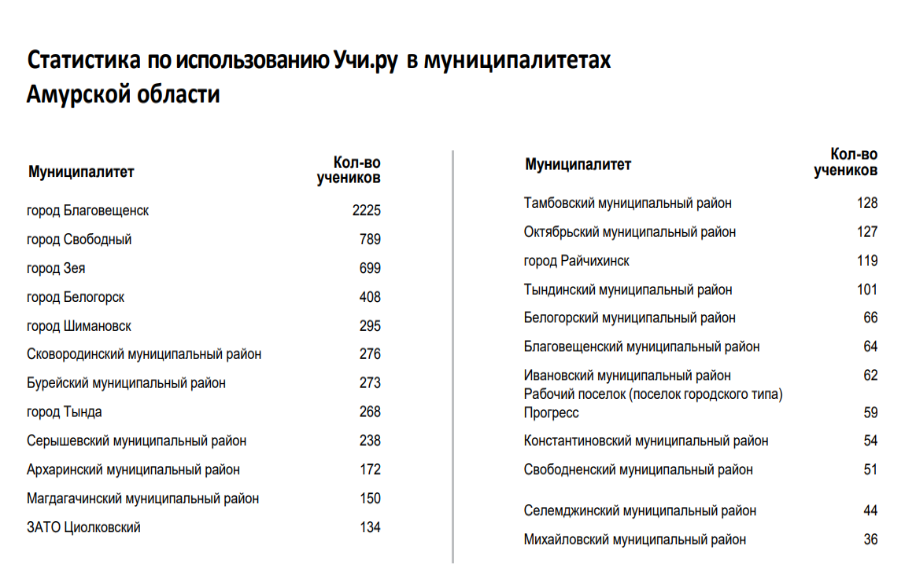 Статистика по использованию Учи.ру в муниципалитетах
Амурской области
Муниципалитет
Кол-во
учеников
город Благовещенск 2225
город Свободный 789
город Зея 699
город Белогорск 408
город Шимановск 295
Сковородинский муниципальный район 276
Бурейский муниципальный район 273
город Тында 268
Серышевский муниципальный район 238
Архаринский муниципальный район 172
Магдагачинский муниципальный район 150
ЗАТО Циолковский 134
Муниципалитет
Кол-во
учеников
Тамбовский муниципальный район 128
Октябрьский муниципальный район 127
город Райчихинск 119
Тындинский муниципальный район 101
Белогорский муниципальный район 66
Благовещенский муниципальный район 64
Ивановский муниципальный район 62
Рабочий поселок (поселок городского типа)
Прогресс 59
Константиновский муниципальный район 54
Свободненский муниципальный район 51
Селемджинский муниципальный район 44
Михайловский муниципальный район 36